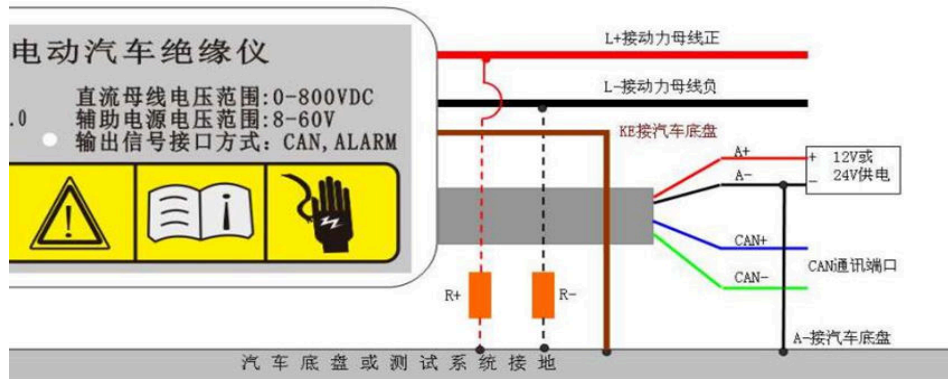 电动汽车绝缘仪
直流母线电压范围:0-800VDC
.0 辅助电源电压范围:8-60V
输出信号接口方式: CAN,ALARM
L+接动力母线正
L-接动力母线负
KE接汽车底盘
A+
A-
+ 12V或
- 24V供电
CAN+
CAN-
CAN通讯端口
R+
R-
A-接汽车底盘
汽车底盘或测试系统接地